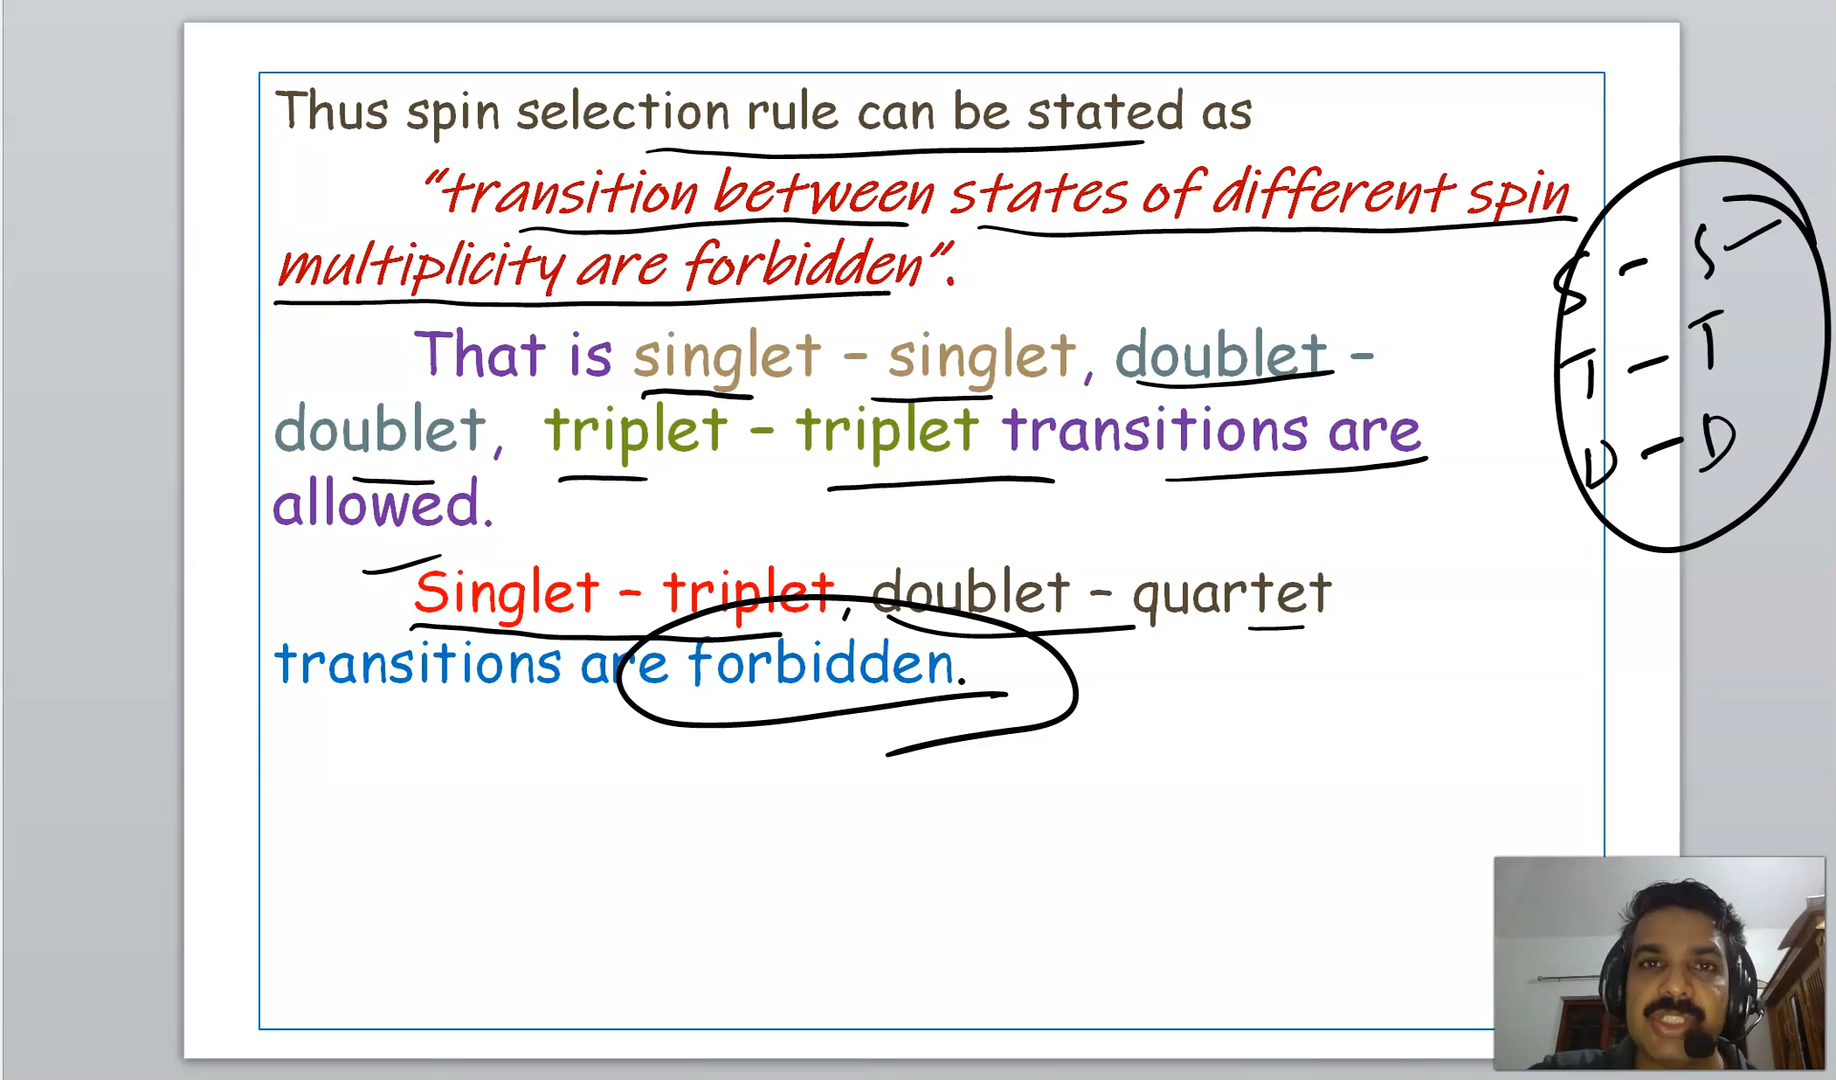 Thus spin selection rule can be stated as
“transition between states of different spin
multiplicity are forbidden”.
That is singlet – singlet, doublet –
doublet, triplet – triplet transitions are
allowed.
Singlet – triplet, doublet – quartet
transitions are forbidden.
S - S
T - T
D - D